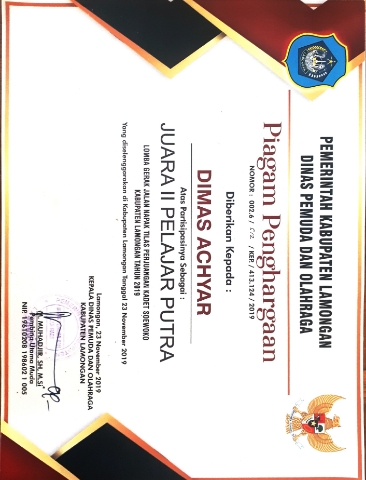 PEMERINTAH KABUPATEN LAMONGAN
DINAS PEMUDA DAN OLAHRAGA
Piagam Penghargaan
NOMOR : 002.6 / / KEP. / 413.124 / 2019
Diberikan Kepada :
DIMAS ACHYAR
Atas Partisipasinya Sebagai :
JUARA II PELAJAR PUTRA
LOMBA GERAK JALAN NAPAK TILAS PERJUANGAN KADET SOEWOKO
KABUPATEN LAMONGAN TAHUN 2019
Yang diselenggarakan di Kabupaten Lamongan Tanggal 23 November 2019
Lamongan, 23 November 2019
KEPALA DINAS PEMUDA DAN OLAHRAGA
KABUPATEN LAMONGAN
MUHADJIR, SH, M.Si
Pembina Utama Muda
NIP. 19610208 198602 1 005